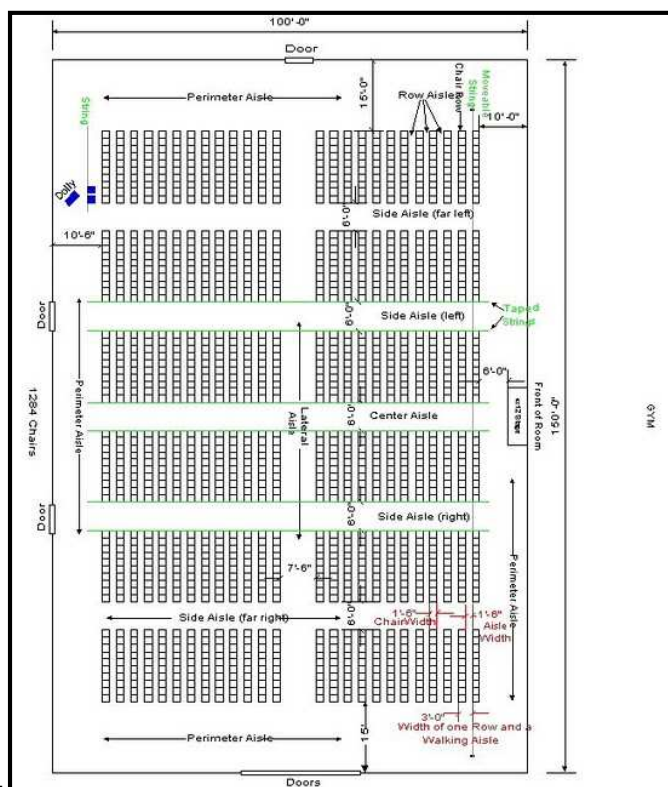 100'-0"
Door
Perimeter Aisle
15'-0"
Row Aisle
Chair Row
Moveable
String
10'-0"
String
Dolly
6'-0"
Side Aisle (far left)
10'-6"
Door
6'-0"
Side Aisle (left)
Taped
Strings
6'-0"
Perimeter Aisle
1284 Chairs
Lateral
Aisle
6'-0"
Center Aisle
Front of Room
150'-0"
GYM
Door
6'-0"
Side Aisle (right)
7'-6"
Perimeter Aisle
Side Aisle (far right)
6'-0"
1'-6"
Chair Width
1'-6"
Aisle
Width
3'-0"
Width of one Row and a
Walking Aisle
Perimeter Aisle
15'
Doors